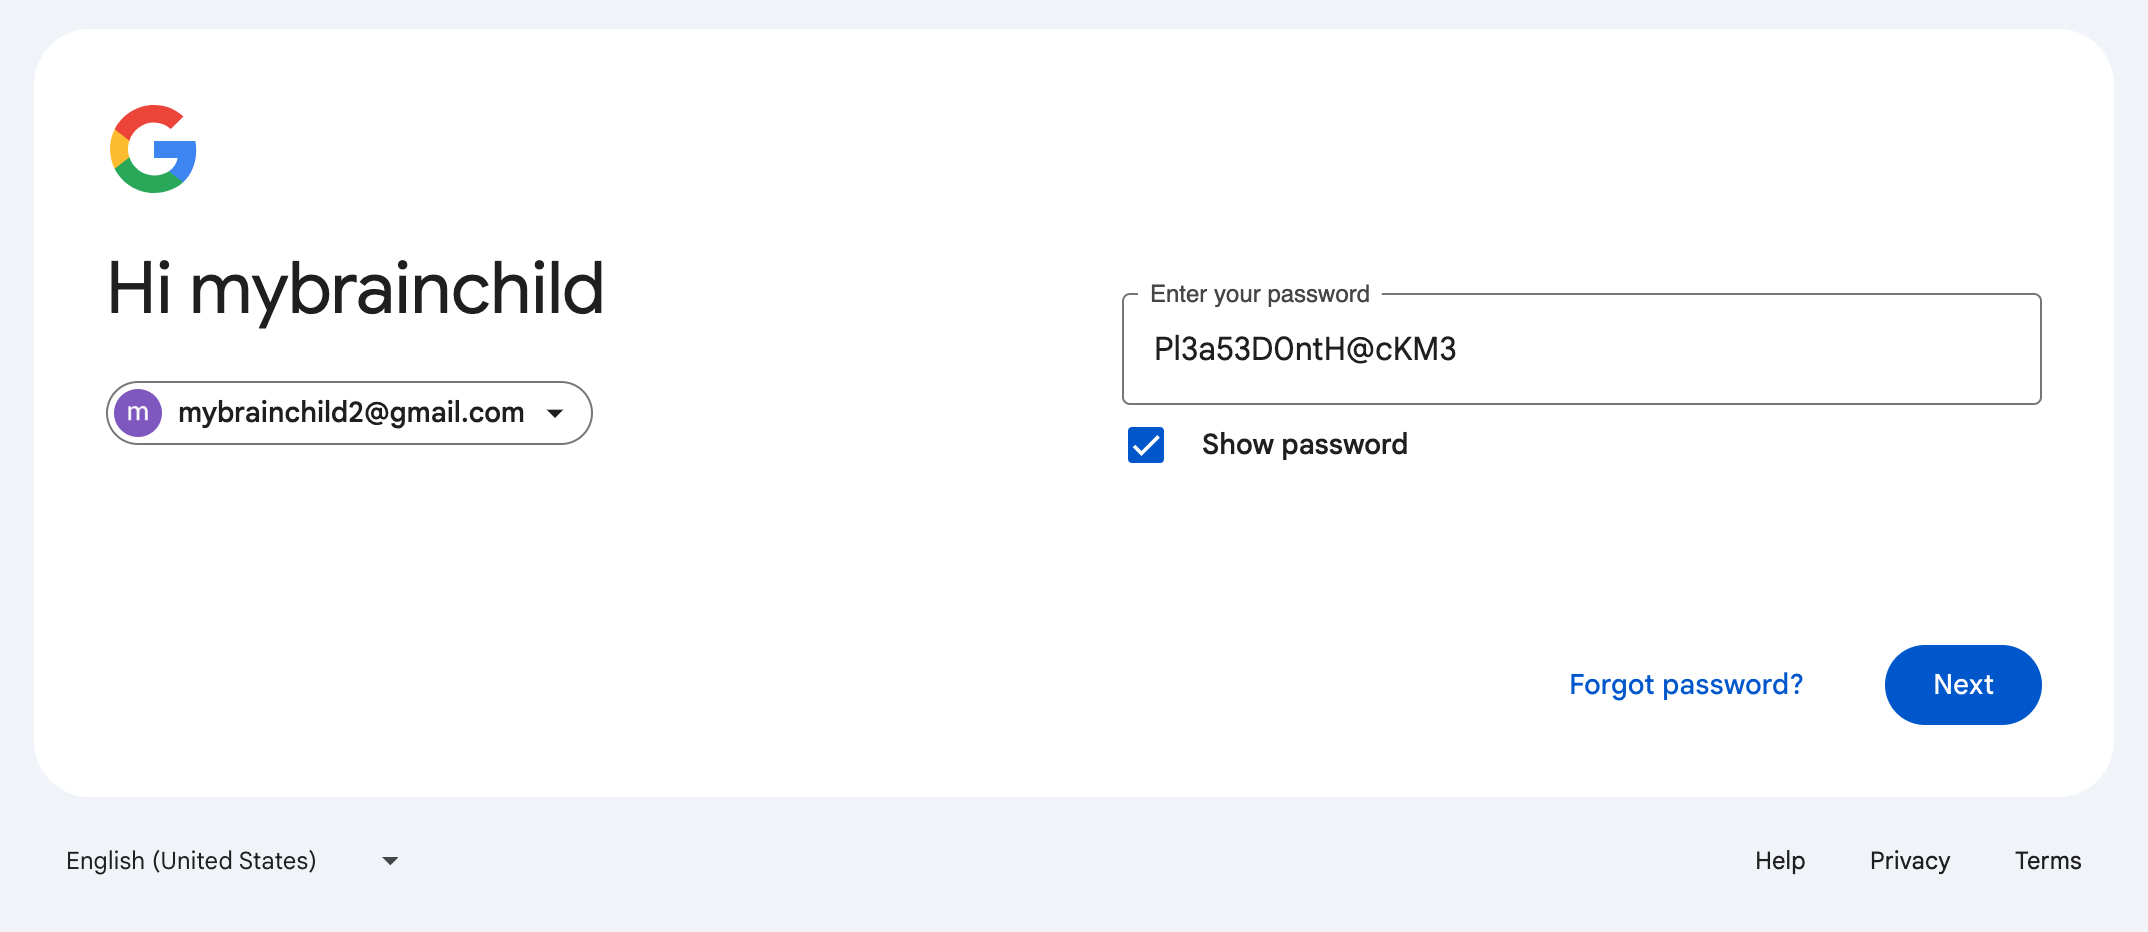 Hi mybrainchild
m mybrainchild2@gmail.com
Enter your password
Pl3a53D0ntH@cKM3
Show password
Forgot password? Next
English (United States) Help Privacy Terms